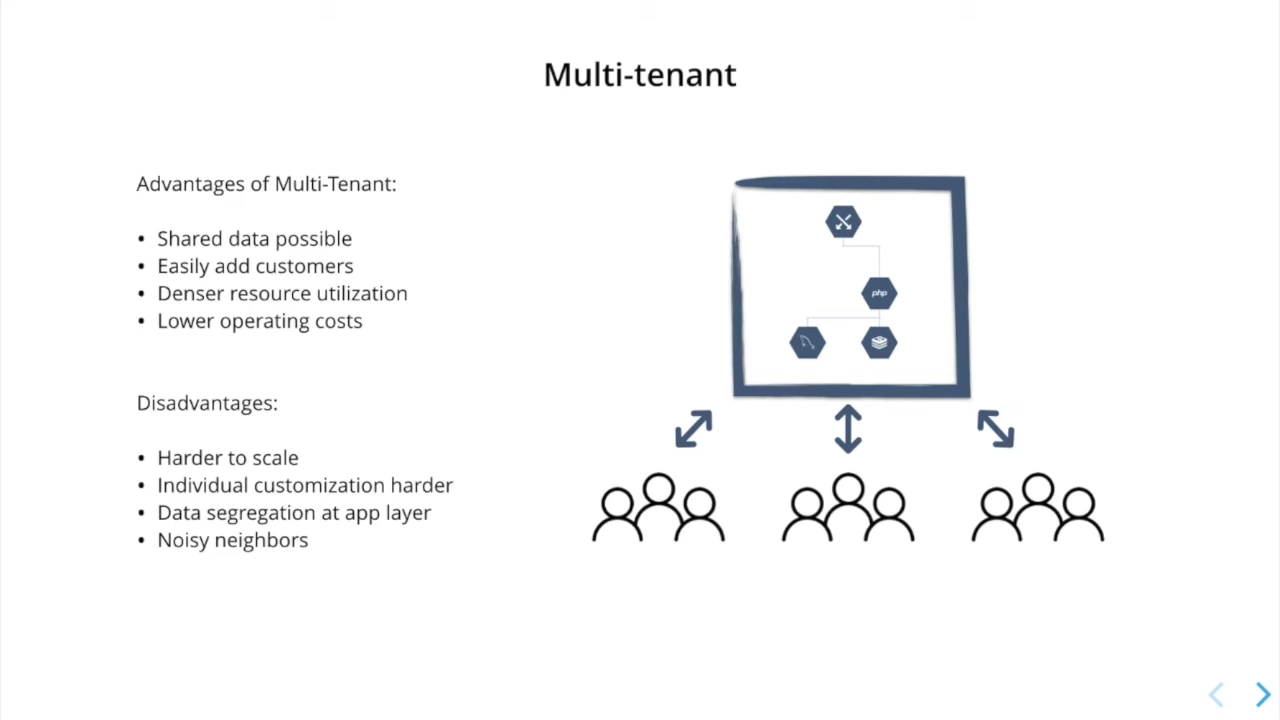 Multi-tenant
Advantages of Multi-Tenant:
• Shared data possible
• Easily add customers
• Denser resource utilization
• Lower operating costs
Disadvantages:
• Harder to scale
• Individual customization harder
• Data segregation at app layer
• Noisy neighbors
php